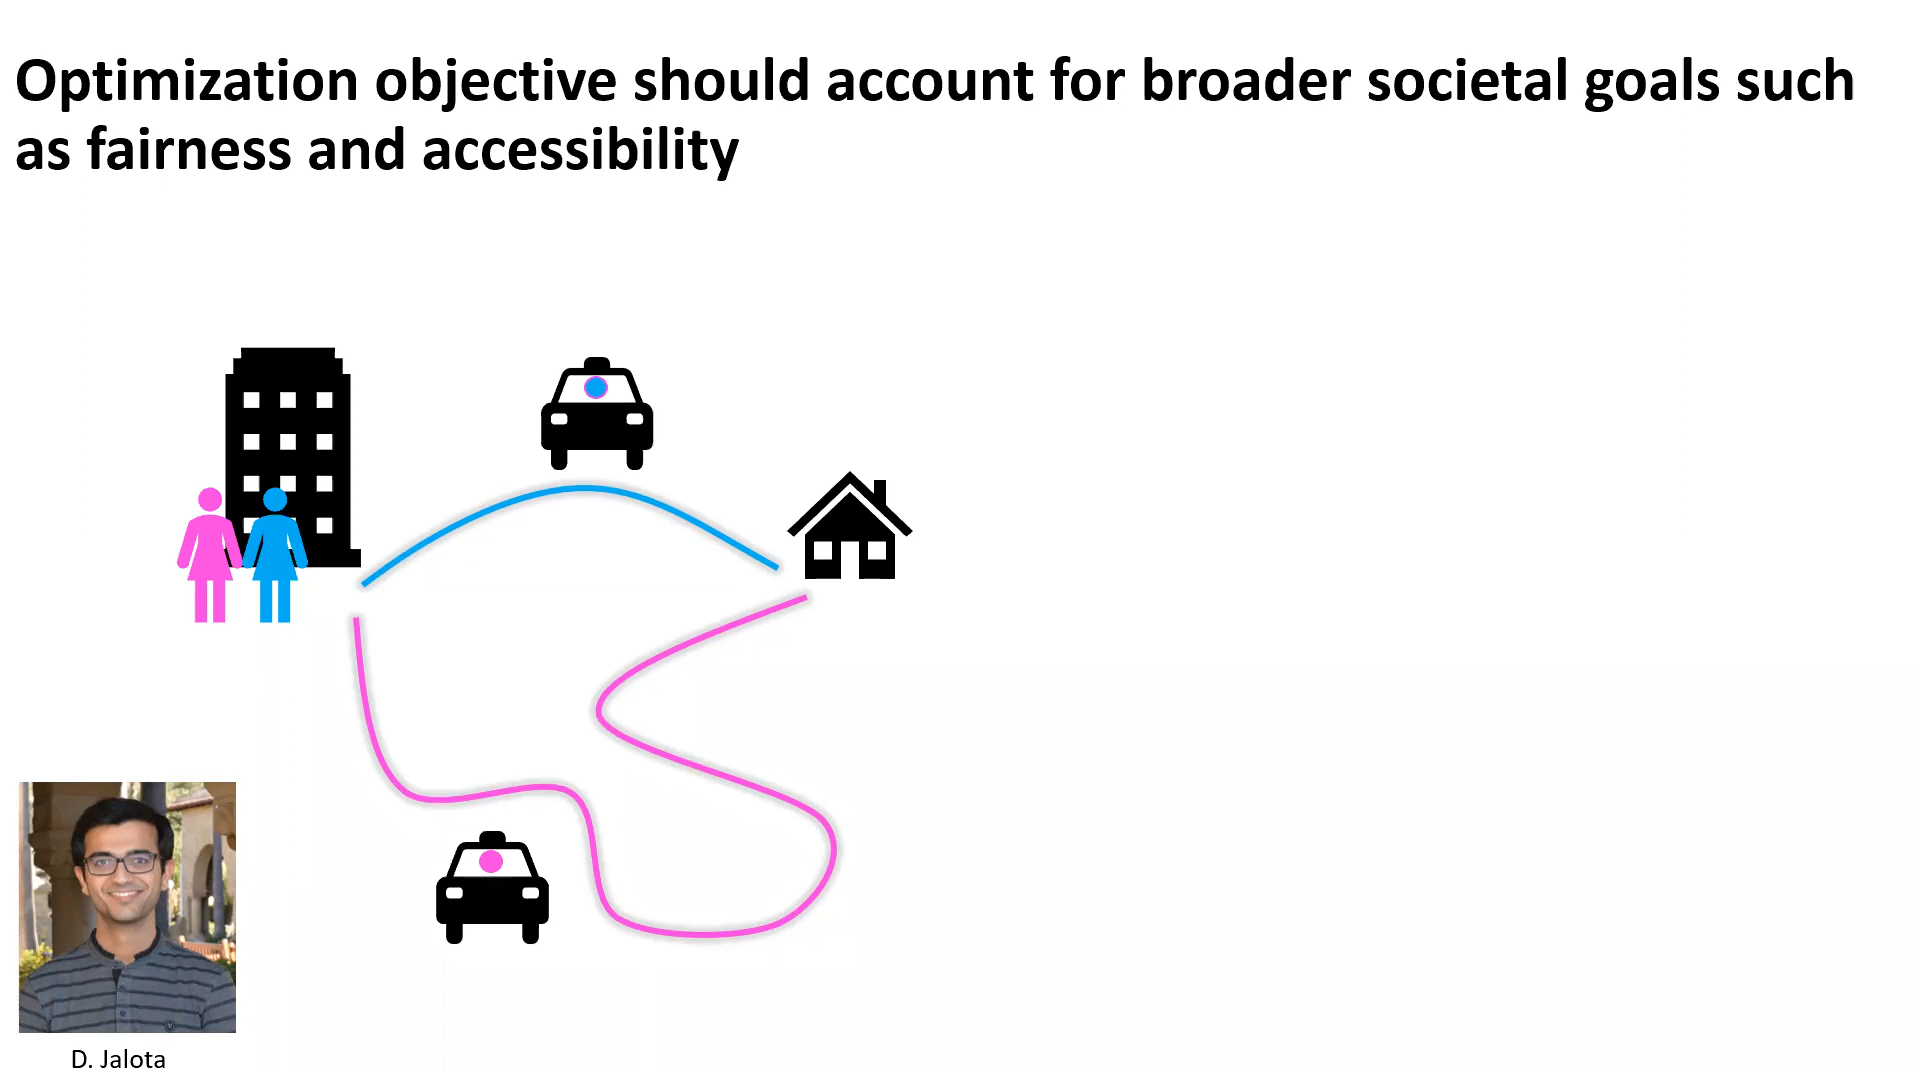 Optimization objective should account for broader societal goals such
as fairness and accessibility
D. Jalota